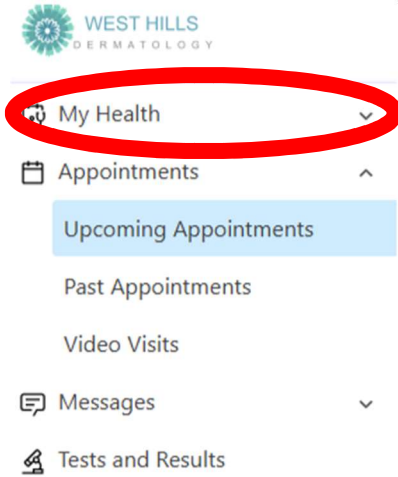 WEST HILLS
DERMATOLOGY
My Health
Appointments
Upcoming Appointments
Past Appointments
Video Visits
Messages
Tests and Results